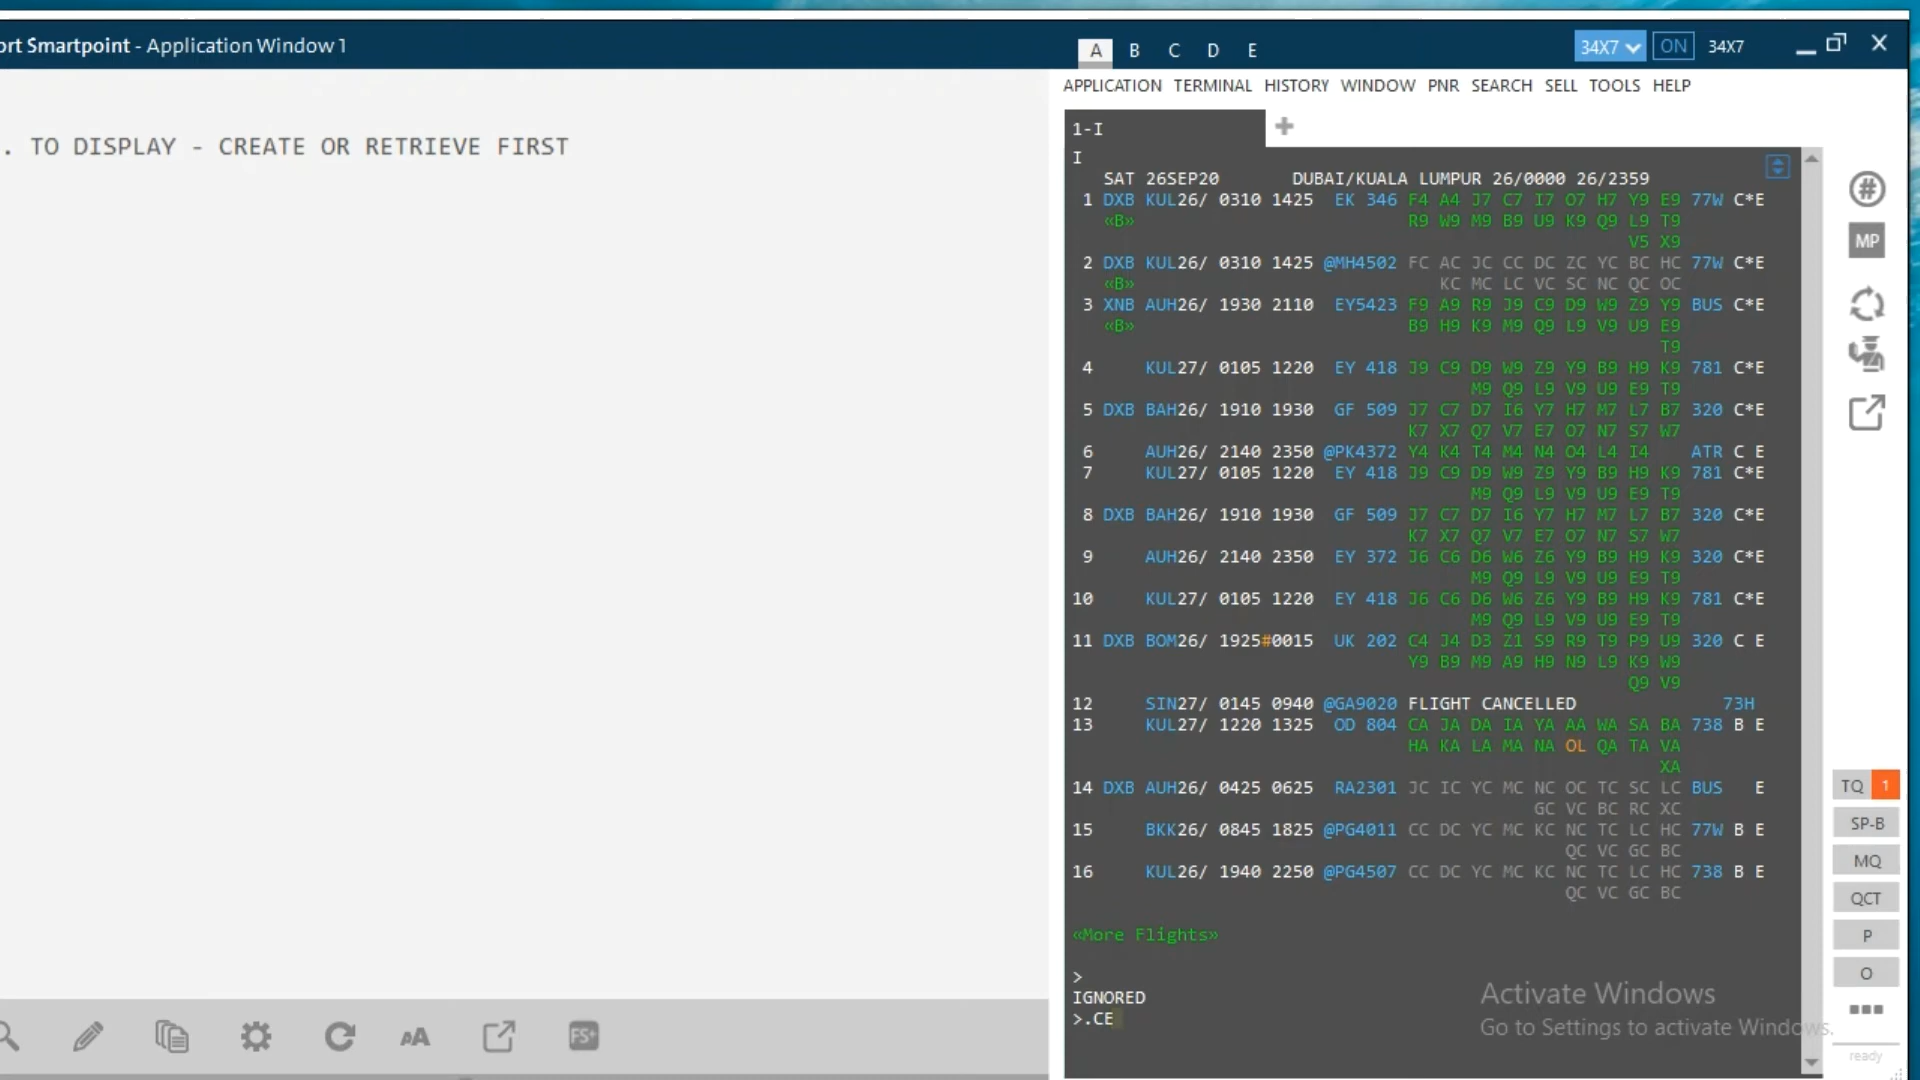 ort Smartpoint - Application Window 1
A B C D E
34X7 ON 34X7
APPLICATION TERMINAL HISTORY WINDOW PNR SEARCH SELL TOOLS HELP
. TO DISPLAY - CREATE OR RETRIEVE FIRST
1-I
I
SAT 26SEP20 DUBAI/KUALA LUMPUR 26/0000 26/2359
1 DXB KUL26/ 0310 1425 EK 346 F4 A4 J7 C7 I7 O7 H7 Y9 E9 77W C*E
«B» R9 W9 M9 B9 U9 K9 Q9 L9 T9
V5 X9
2 DXB KUL26/ 0310 1425 @MH4502 FC AC JC CC DC ZC YC BC HC 77W C*E
«B» KC MC LC VC SC NC QC OC
3 XNB AUH26/ 1930 2110 EY5423 F9 A9 R9 J9 C9 D9 W9 Z9 Y9 BUS C*E
«B» B9 H9 K9 M9 Q9 L9 V9 U9 E9
T9
4 KUL27/ 0105 1220 EY 418 J9 C9 D9 W9 Z9 Y9 B9 H9 K9 781 C*E
M9 Q9 L9 V9 U9 E9 T9
5 DXB BAH26/ 1910 1930 GF 509 J7 C7 D7 I6 Y7 H7 M7 L7 B7 320 C*E
K7 X7 Q7 V7 E7 O7 N7 S7 W7
6 AUH26/ 2140 2350 @PK4372 Y4 K4 T4 M4 N4 O4 L4 I4 ATR C E
7 KUL27/ 0105 1220 EY 418 J9 C9 D9 W9 Z9 Y9 B9 H9 K9 781 C*E
M9 Q9 L9 V9 U9 E9 T9
8 DXB BAH26/ 1910 1930 GF 509 J7 C7 D7 I6 Y7 H7 M7 L7 B7 320 C*E
K7 X7 Q7 V7 E7 O7 N7 S7 W7
9 AUH26/ 2140 2350 EY 372 J6 C6 D6 W6 Z6 Y9 B9 H9 K9 320 C*E
M9 Q9 L9 V9 U9 E9 T9
10 KUL27/ 0105 1220 EY 418 J6 C6 D6 W6 Z6 Y9 B9 H9 K9 781 C*E
M9 Q9 L9 V9 U9 E9 T9
11 DXB BOM26/ 1925#0015 UK 202 C4 J4 D3 Z1 S9 R9 T9 P9 U9 320 C E
Y9 B9 M9 A9 H9 N9 L9 K9 W9
Q9 V9
12 SIN27/ 0145 0940 @GA9020 FLIGHT CANCELLED 73H
13 KUL27/ 1220 1325 OD 804 CA JA DA IA YA AA WA SA BA 738 B E
HA KA LA MA NA OL QA TA VA
XA
14 DXB AUH26/ 0425 0625 RA2301 JC IC YC MC NC OC TC SC LC BUS E
GC VC BC RC XC
15 BKK26/ 0845 1825 @PG4011 CC DC YC MC KC NC TC LC HC 77W B E
QC VC GC BC
16 KUL26/ 1940 2250 @PG4507 CC DC YC MC KC NC TC LC HC 738 B E
QC VC GC BC
«More Flights»
>
IGNORED
>.CE
#
MP
TQ 1
SP-B
MQ
QCT
P
O
ready
Activate Windows
Go to Settings to activate Windows.
AA
FS+